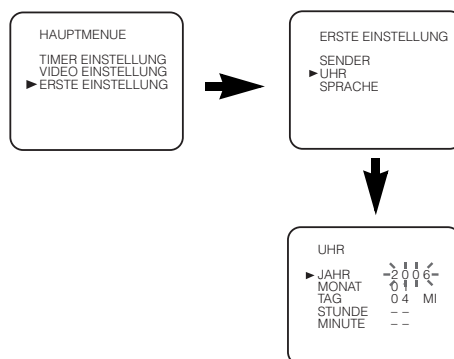 HAUPTMENUE
TIMER EINSTELLUNG
VIDEO EINSTELLUNG
►ERSTE EINSTELLUNG
ERSTE EINSTELLUNG
SENDER
►UHR
SPRACHE
UHR
►JAHR 2006
MONAT 01
TAG 04 MI
STUNDE – –
MINUTE – –